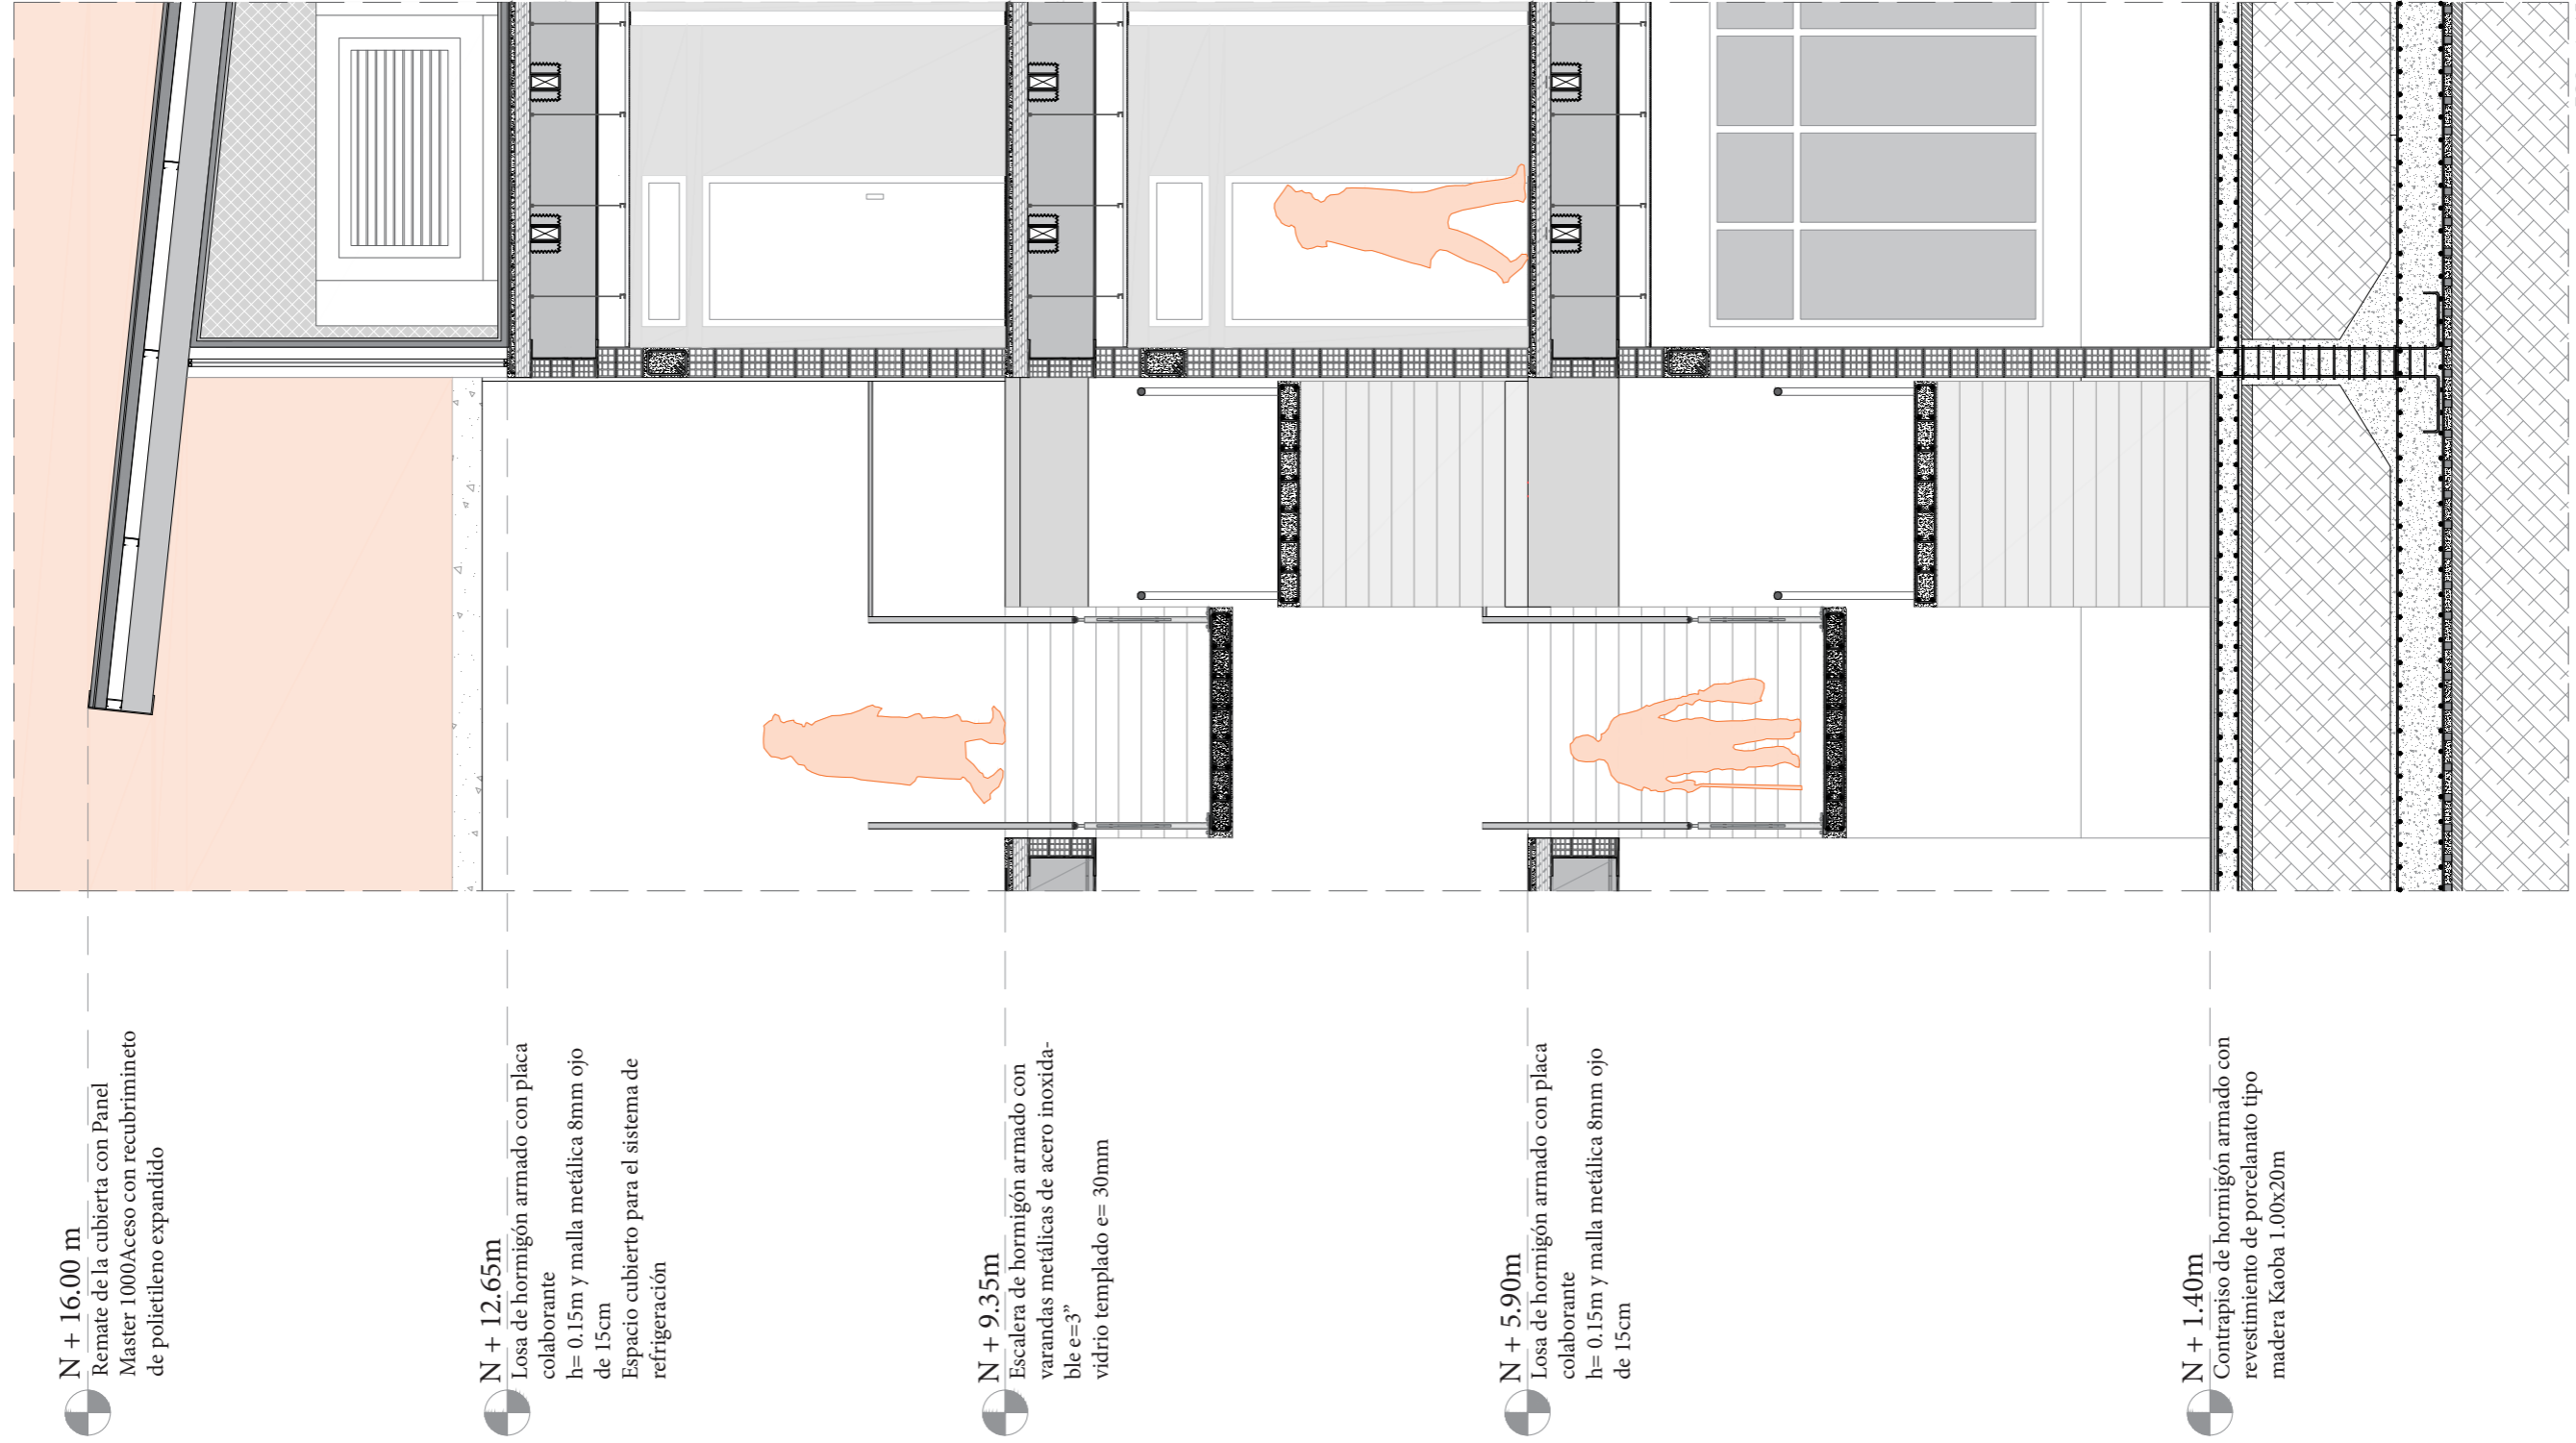 N + 16.00 m
Remate de la cubierta con Panel
Master 1000Aceso con recubrimineto
de polietileno expandido
N + 12.65m
Losa de hormigón armado con placa
colaborante
h= 0.15m y malla metálica 8mm ojo
de 15cm
Espacio cubierto para el sistema de
refrigeración
N + 9.35m
Escalera de hormigón armado con
varandas metálicas de acero inoxida-
ble e=3”
vidrio templado e= 30mm
N + 5.90m
Losa de hormigón armado con placa
colaborante
h= 0.15m y malla metálica 8mm ojo
de 15cm
N + 1.40m
Contrapiso de hormigón armado con
revestimiento de porcelanato tipo
madera Kaoba 1.00x20m